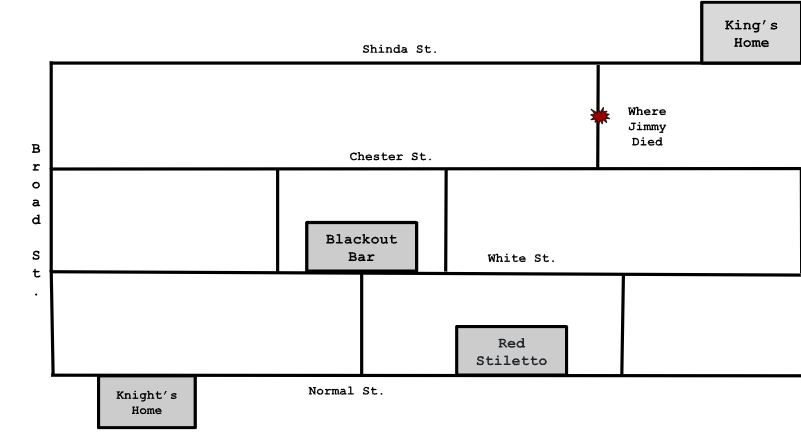 King's
Home
Shinda St.
Where
Jimmy
Died
Broad St.
Chester St.
Blackout
Bar
White St.
Red
Stiletto
Knight's
Home
Normal St.